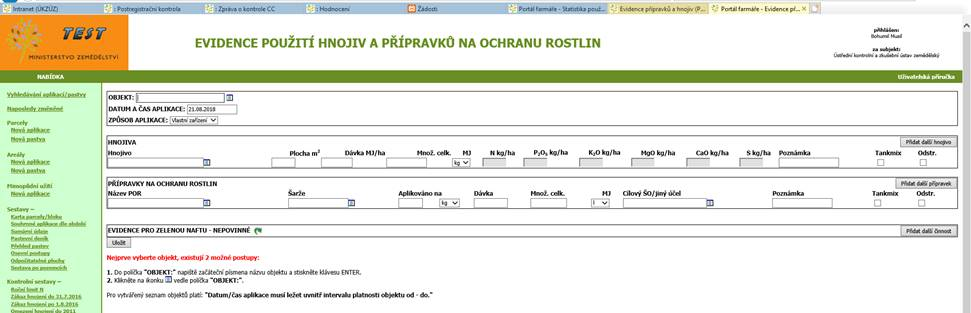 Intranet (ÚKZÚZ)
: Postregistrační kontrola
: Zpráva o kontrole CC
: Hodnocení
Žádosti
Portál farmáře - Statistika použ...
Evidence přípravků a hnojiv (P...
Portál farmáře - Evidence př...
TEST
MINISTERSTVO ZEMĚDĚLSTVÍ
EVIDENCE POUŽITÍ HNOJIV A PŘÍPRAVKŮ NA OCHRANU ROSTLIN
přihlášen:
Bohumil Musil
za subjekt:
Ústřední kontrolní a zkušební ústav zemědělský
NABÍDKA
Uživatelská příručka
Vyhledávání aplikací/pastvy
Naposledy změněné
Parcely
Nová aplikace
Nová pastva
Areály
Nová aplikace
Nová pastva
Mimopůdní užití
Nová aplikace
Sestavy –
Karta parcely/bloku
Souhrnné aplikace dle období
Sumární údaje
Pastevní deník
Přehled pastev
Osevní postupy
Odpočitatelné plochy
Sestava po pozemcích
Kontrolní sestavy –
Roční limit N
Zákaz hnojení do 31.7.2016
Zákaz hnojení po 1.8.2016
Omezení hnojení do 2011
OBJEKT:
DATUM A ČAS APLIKACE: 21.08.2018
ZPŮSOB APLIKACE: Vlastní zařízení
HNOJIVA
Přidat další hnojivo
Hnojivo Plocha m² Dávka MJ/ha Množ. celk. MJ N kg/ha P₂O₅ kg/ha K₂O kg/ha MgO kg/ha CaO kg/ha S kg/ha Poznámka Tankmix Odstr.
kg
PŘÍPRAVKY NA OCHRANU ROSTLIN
Přidat další přípravek
Název POR Šarže Aplikováno na Dávka Množ. celk. MJ Cílový ŠO/jiný účel Poznámka Tankmix Odstr.
kg l
EVIDENCE PRO ZELENOU NAFTU - NEPOVINNÉ
Přidat další činnost
Uložit
Nejprve vyberte objekt, existují 2 možné postupy:
1. Do políčka "OBJEKT:" napiště začáteční písmena názvu objektu a stiskněte klávesu ENTER.
2. Klikněte na ikonku vedle políčka "OBJEKT:".
Pro vytvářený seznam objektů platí: "Datum/čas aplikace musí ležet uvnitř intervalu platnosti objektu od - do."